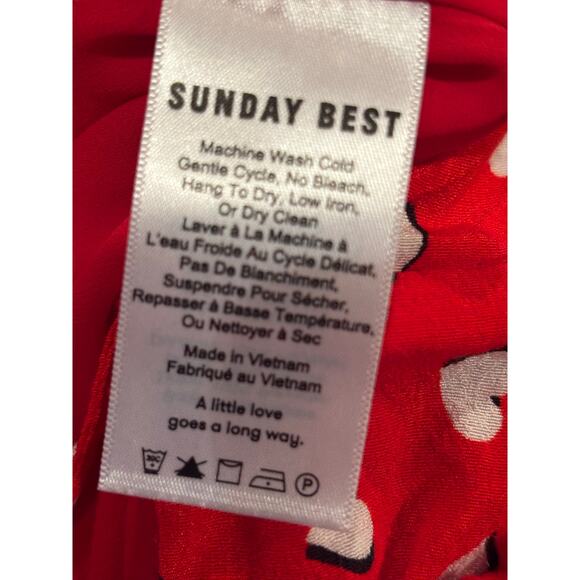 SUNDAY BEST
Machine Wash Cold
Gentle Cycle, No Bleach,
Hang To Dry, Low Iron,
Or Dry Clean
Laver à La Machine à
L'eau Froide Au Cycle Délicat,
Pas De Blanchiment,
Suspendre Pour Sécher,
Repasser à Basse Température,
Ou Nettoyer à Sec
Made in Vietnam
Fabriqué au Vietnam
A little love
goes a long way.
30C P